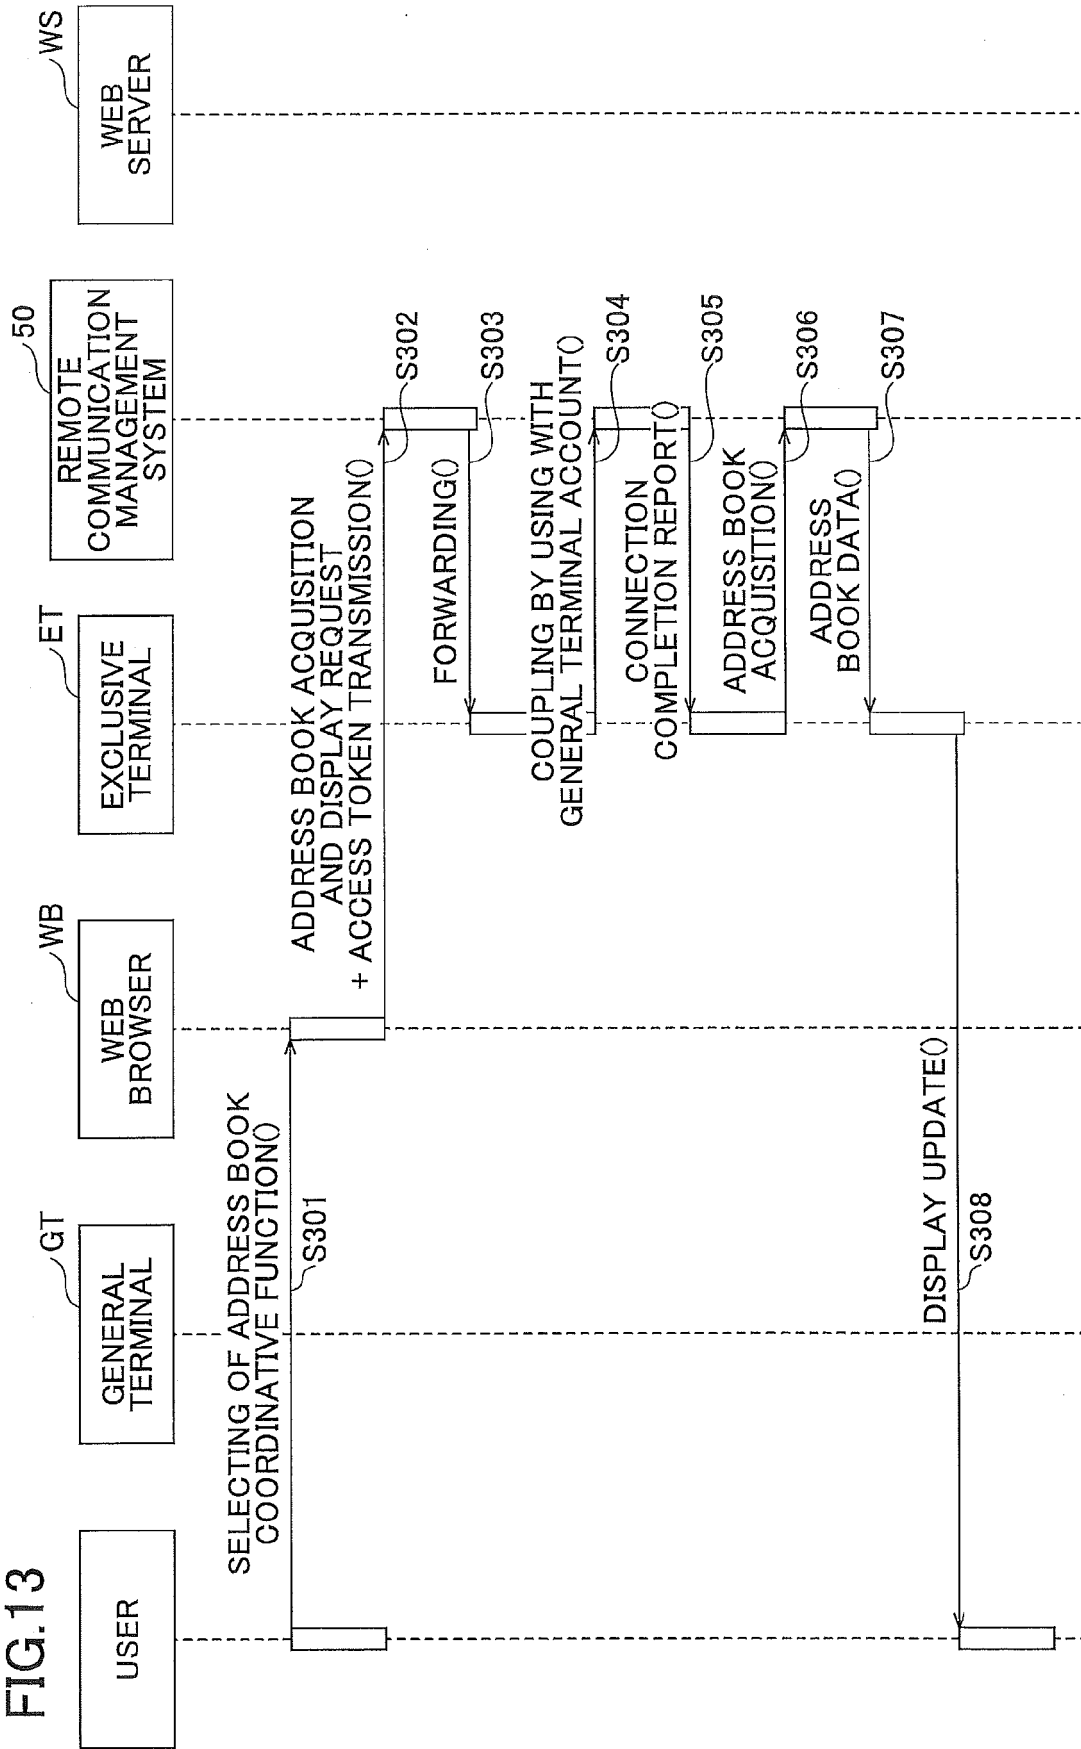 FIG.13
USER
GENERAL
TERMINAL
GT
WEB
BROWSER
WB
EXCLUSIVE
TERMINAL
ET
REMOTE
COMMUNICATION
MANAGEMENT
SYSTEM
50
WEB
SERVER
WS
SELECTING OF ADDRESS BOOK
COORDINATIVE FUNCTION()
S301
ADDRESS BOOK ACQUISITION
AND DISPLAY REQUEST
+ ACCESS TOKEN TRANSMISSION()
S302
FORWARDING()
S303
COUPLING BY USING WITH
GENERAL TERMINAL ACCOUNT()
S304
CONNECTION
COMPLETION REPORT()
S305
ADDRESS BOOK
ACQUISITION()
S306
ADDRESS
BOOK DATA()
S307
DISPLAY UPDATE()
S308